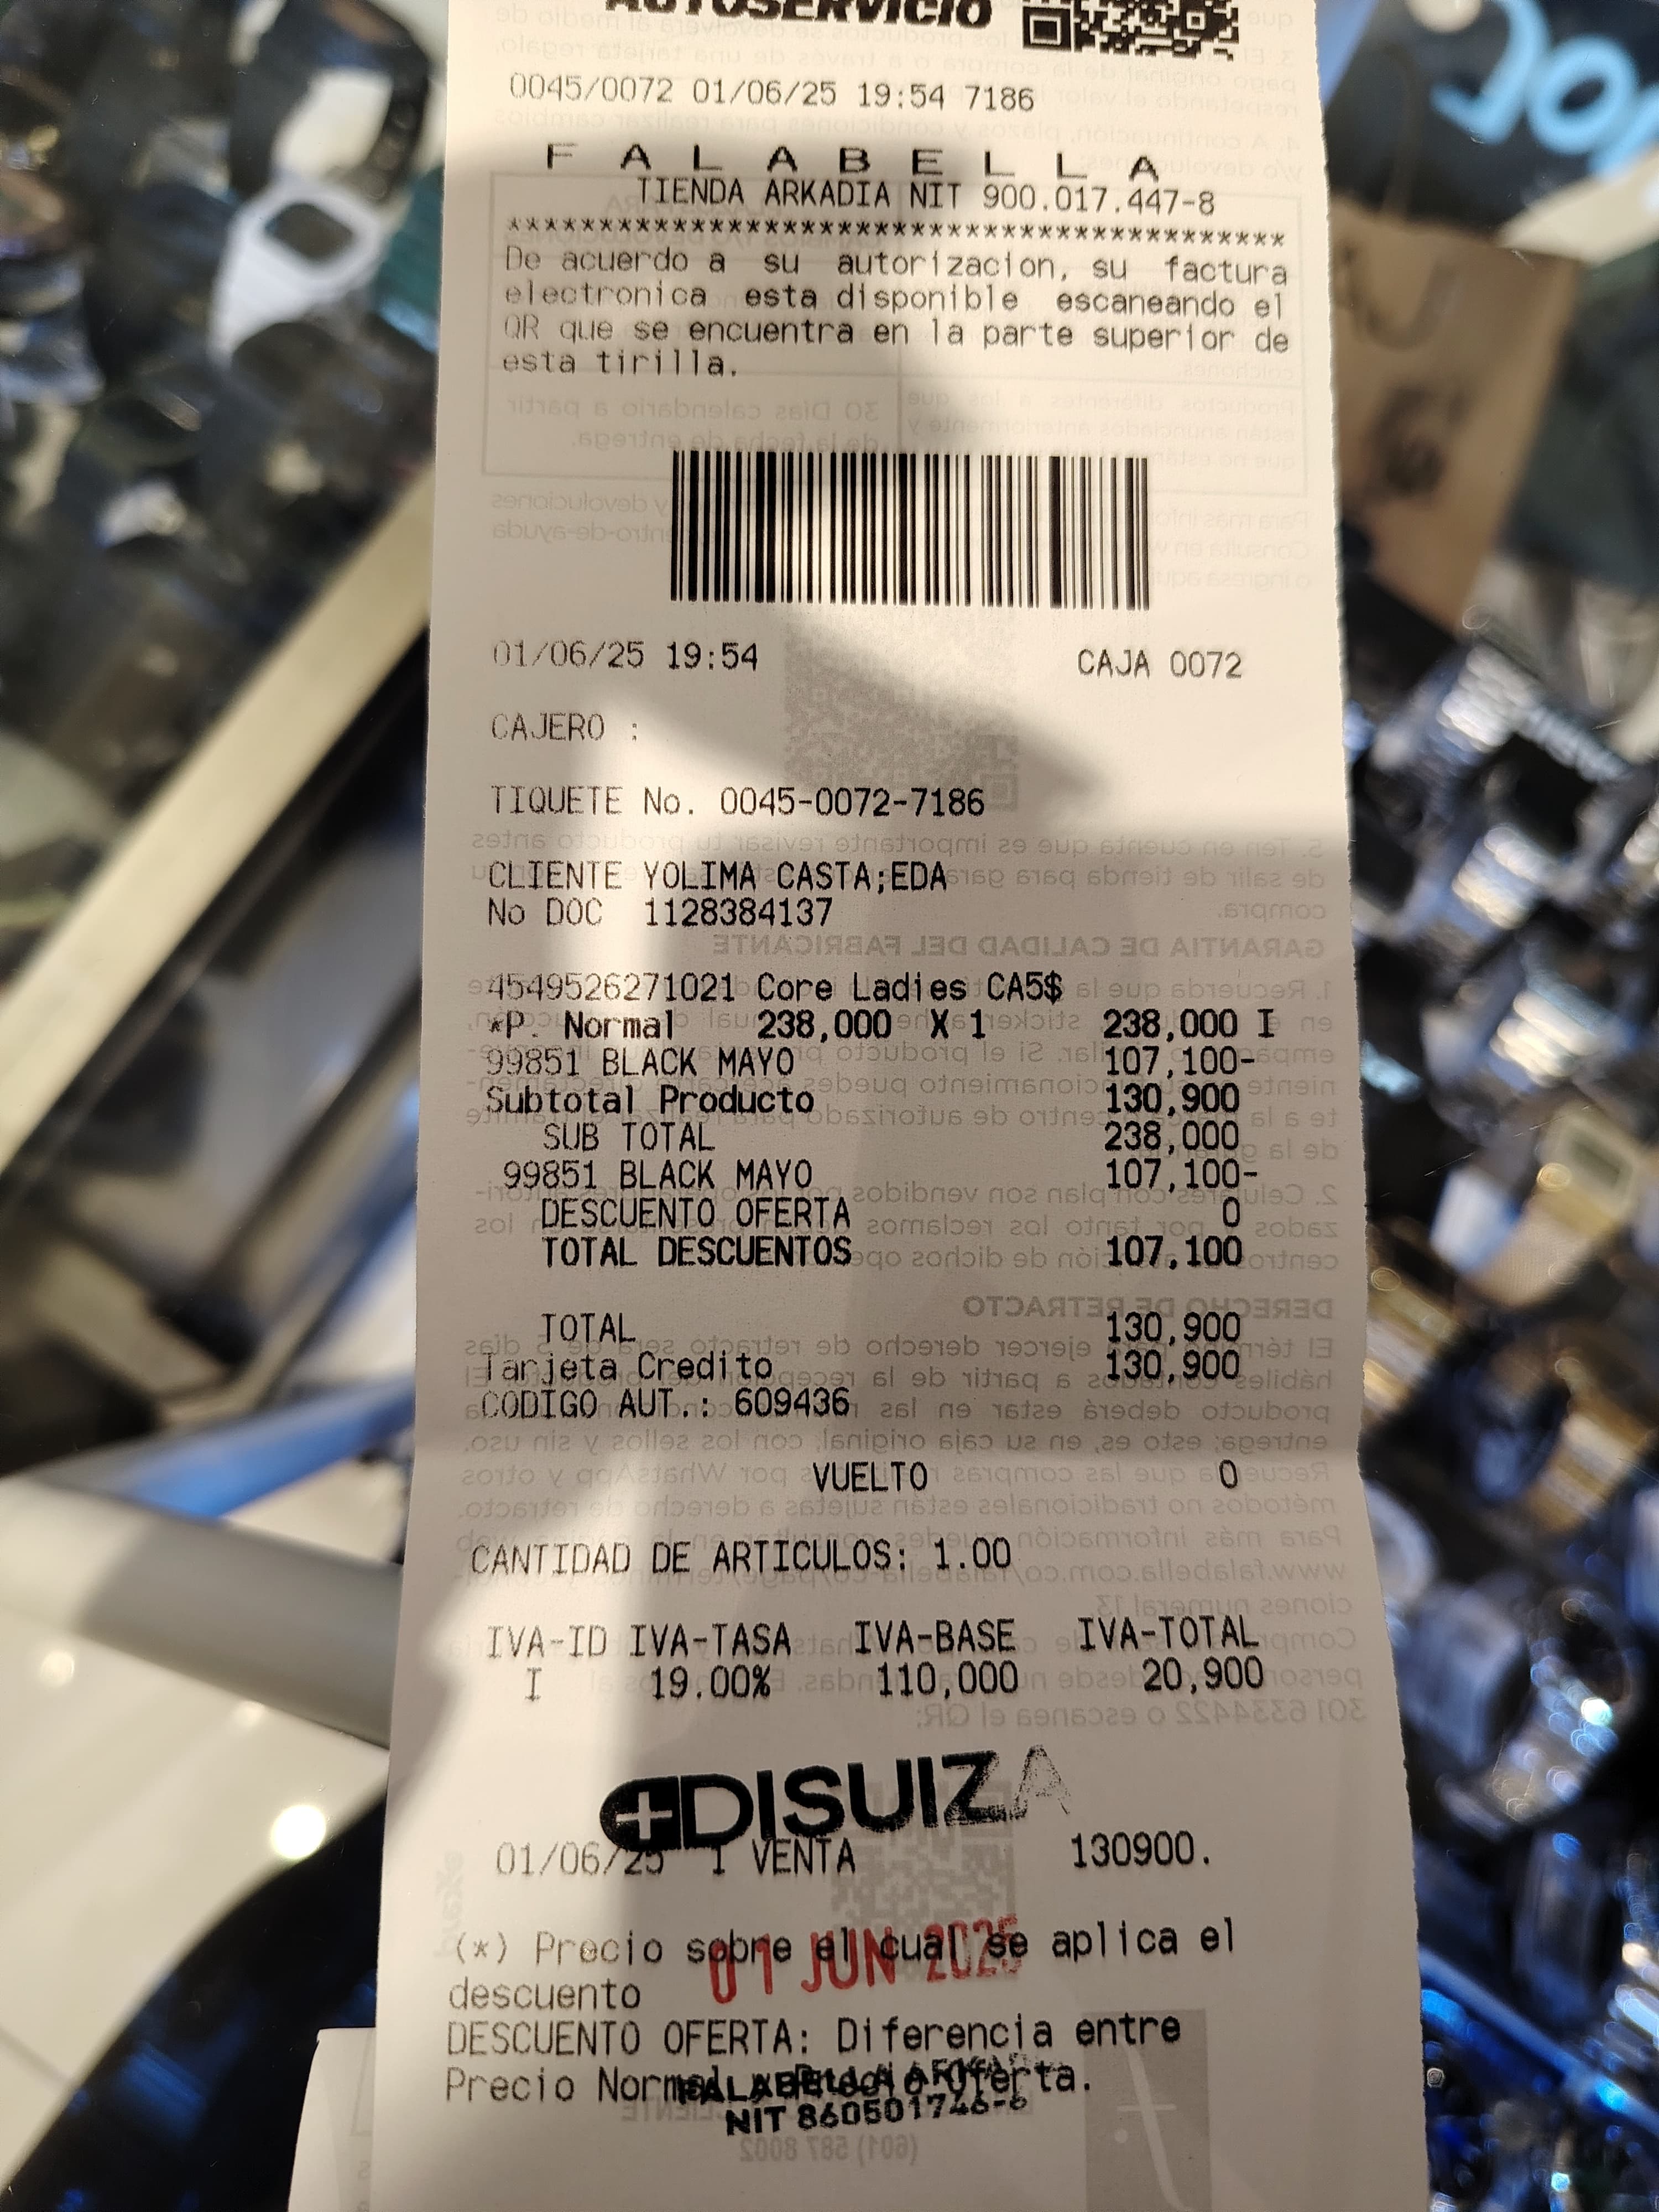 AUTOSERVICIO
0045/0072 01/06/25 19:54 7186
F A L A B E L L A
TIENDA ARKADIA NIT 900.017.447-8
*******************************************
De acuerdo a su autorizacion, su factura
electronica esta disponible escaneando el
QR que se encuentra en la parte superior de
esta tirilla.
01/06/25 19:54 CAJA 0072
CAJERO :
TIQUETE No. 0045-0072-7186
CLIENTE YOLIMA CASTA;EDA
No DOC 1128384137
4549526271021 Core Ladies CA5$
*P. Normal 238,000 X 1 238,000 I
99851 BLACK MAYO 107,100-
Subtotal Producto 130,900
SUB TOTAL 238,000
99851 BLACK MAYO 107,100-
DESCUENTO OFERTA 0
TOTAL DESCUENTOS 107,100
TOTAL 130,900
Tarjeta Credito 130,900
CODIGO AUT.: 609436
VUELTO 0
CANTIDAD DE ARTICULOS: 1.00
IVA-ID IVA-TASA IVA-BASE IVA-TOTAL
I 19.00% 110,000 20,900
DISUIZA
01/06/25 1 VENTA 130900.
(*) Precio sobre el cual se aplica el
01 JUN 2025
descuento
DESCUENTO OFERTA: Diferencia entre
Precio Normal y Precio Oferta.
FALABELLA
NIT 860501746-6